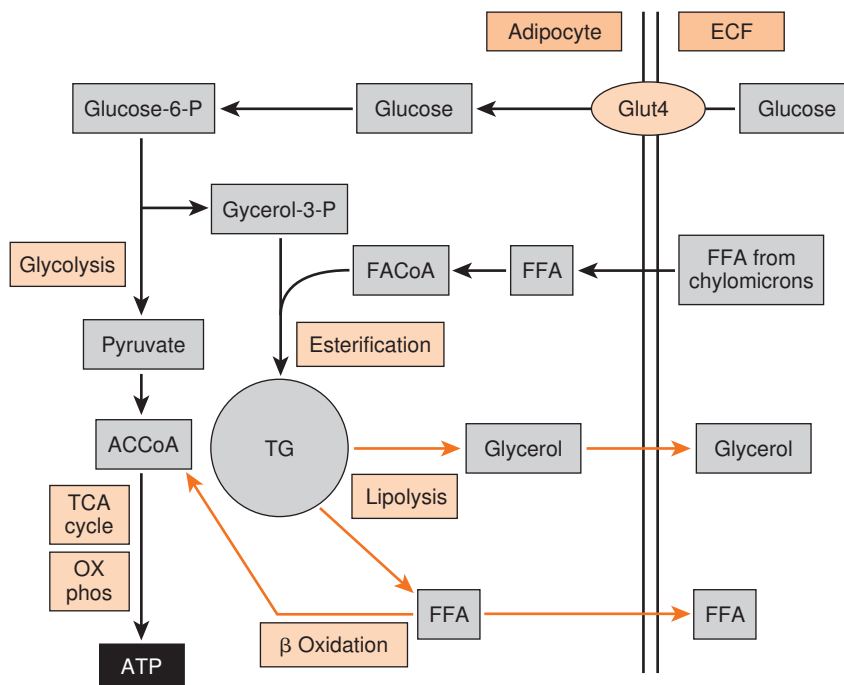 Adipocyte
ECF
Glucose-6-P
Glucose
Glut4
Glucose
Gycerol-3-P
Glycolysis
FACoA
FFA
FFA from
chylomicrons
Pyruvate
Esterification
ACCoA
TG
Glycerol
Glycerol
TCA
cycle
Lipolysis
OX
phos
FFA
FFA
β Oxidation
ATP